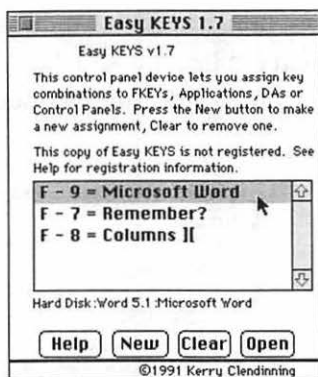 Easy KEYS 1.7
Easy KEYS v1.7
This control panel device lets you assign key
combinations to FKEYs, Applications, DAs or
Control Panels. Press the New button to make
a new assignment, Clear to remove one.
This copy of Easy KEYS is not registered. See
Help for registration information.
F - 9 = Microsoft Word
F - 7 = Remember?
F - 8 = Columns ][
Hard Disk:Word 5.1:Microsoft Word
Help New Clear Open
©1991 Kerry Clendinning